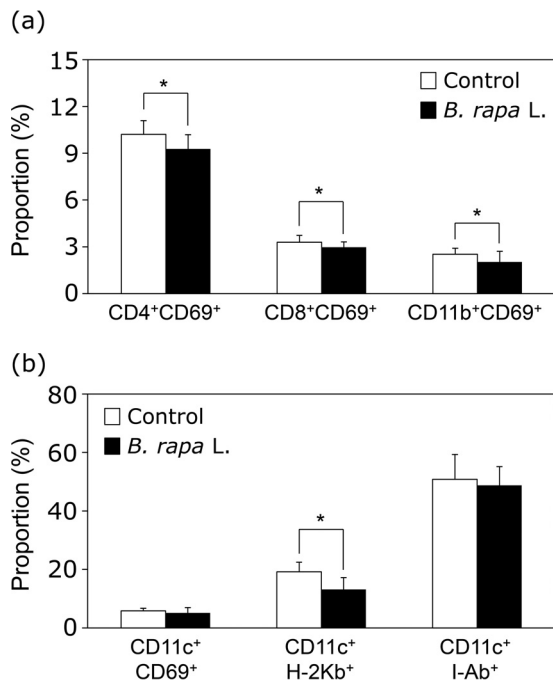 (a)
Proportion (%)
15
12
9
6
3
0
* * *
Control
B. rapa L.
CD4⁺CD69⁺ CD8⁺CD69⁺ CD11b⁺CD69⁺
(b)
Proportion (%)
80
60
40
20
0
Control
B. rapa L.
*
CD11c⁺ CD11c⁺ CD11c⁺
CD69⁺ H-2Kb⁺ I-Ab⁺